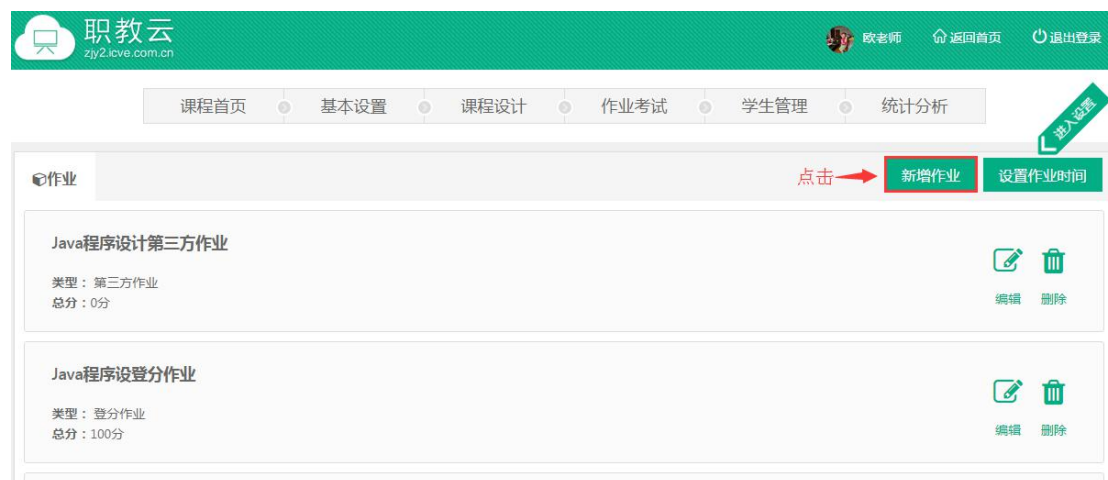 职教云
zjy2.icve.com.cn
欧老师 返回首页 退出登录
课程首页 基本设置 课程设计 作业考试 学生管理 统计分析
进入设置
作业 点击 新增作业 设置作业时间
Java程序设计第三方作业
类型： 第三方作业
总分：0分
编辑 删除
Java程序设登分作业
类型： 登分作业
总分：100分
编辑 删除